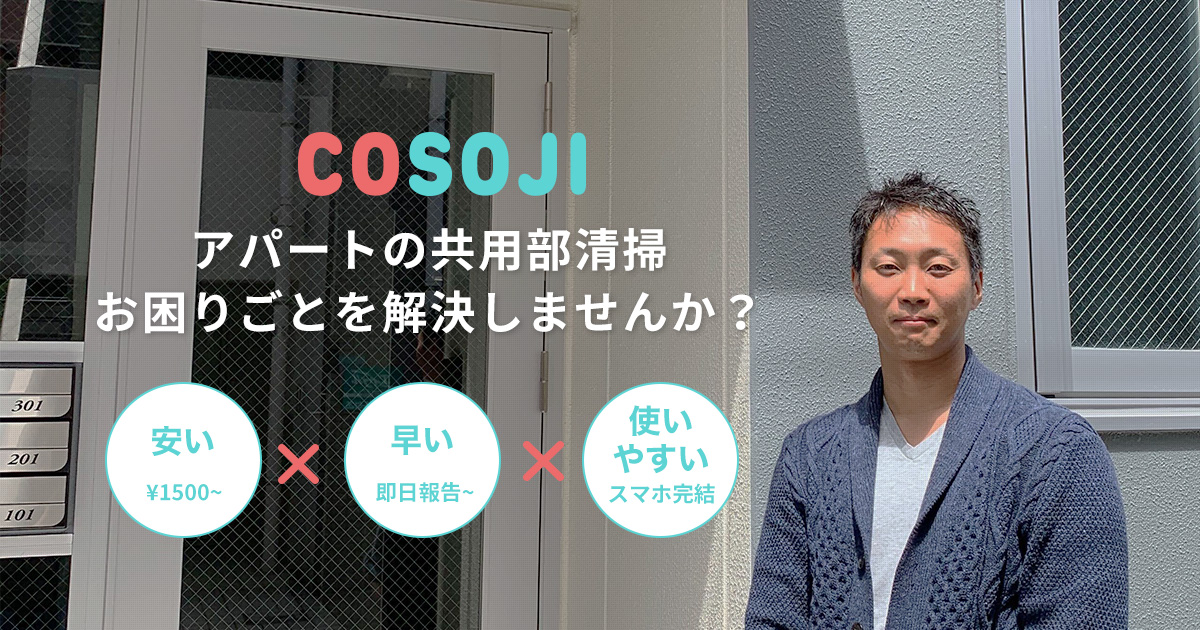 COSOJI
アパートの共用部清掃
お困りごとを解決しませんか？
安い
¥1500~
×
早い
即日報告~
×
使い
やすい
スマホ完結
301
201
101